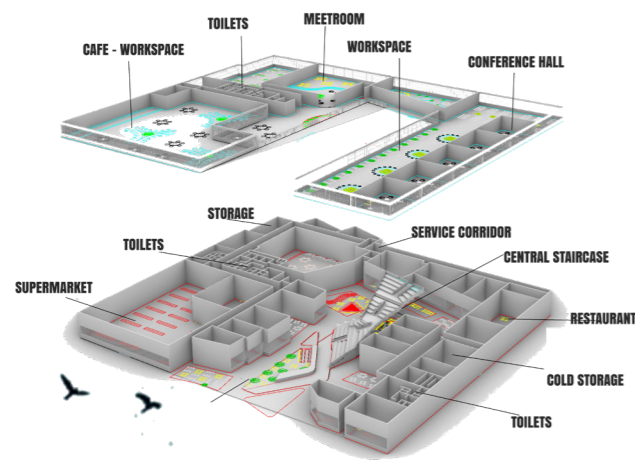 MEETROOM
TOILETS
WORKSPACE
CAFE - WORKSPACE
CONFERENCE HALL
STORAGE
SERVICE CORRIDOR
TOILETS
CENTRAL STAIRCASE
SUPERMARKET
RESTAURANT
COLD STORAGE
TOILETS